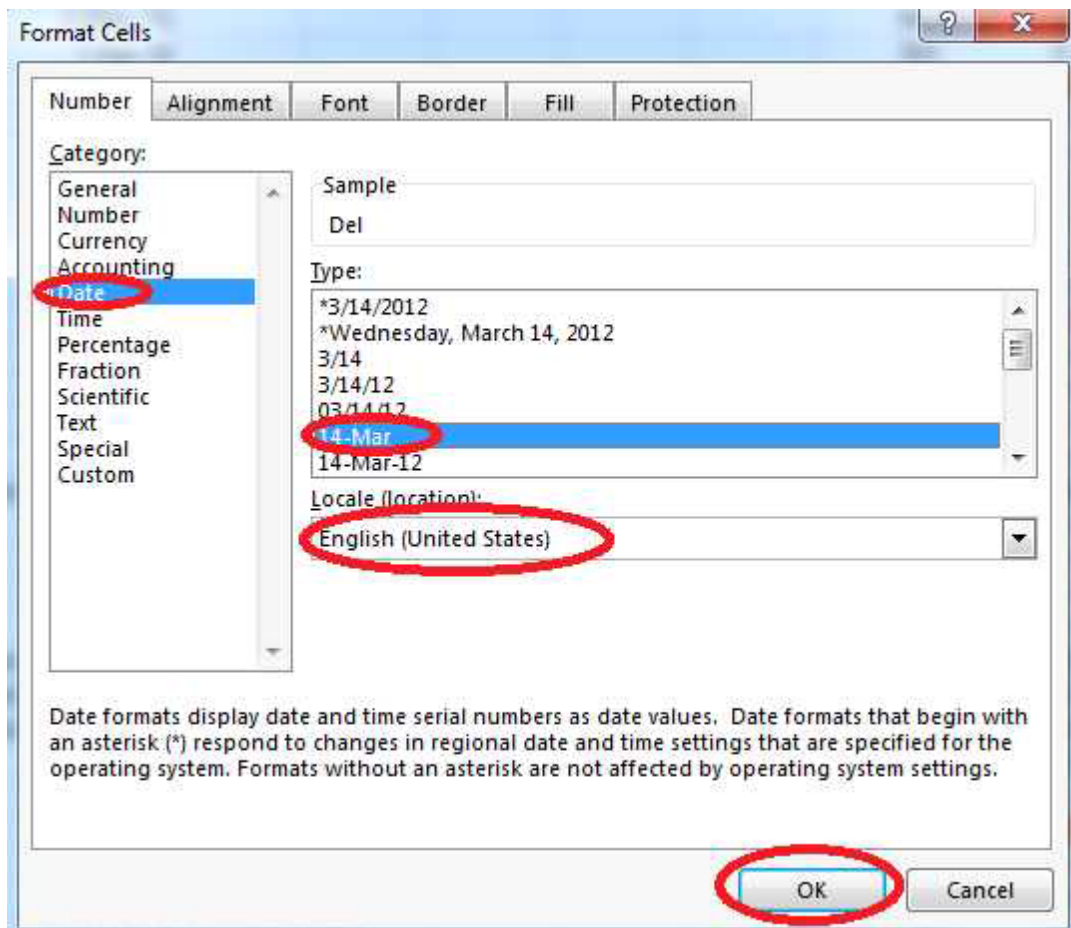 Format Cells
Number Alignment Font Border Fill Protection
Category:
General
Number
Currency
Accounting
Date
Time
Percentage
Fraction
Scientific
Text
Special
Custom
Sample
Del
Type:
*3/14/2012
*Wednesday, March 14, 2012
3/14
3/14/12
03/14/12
14-Mar
14-Mar-12
Locale (location):
English (United States)
Date formats display date and time serial numbers as date values. Date formats that begin with
an asterisk (*) respond to changes in regional date and time settings that are specified for the
operating system. Formats without an asterisk are not affected by operating system settings.
OK Cancel